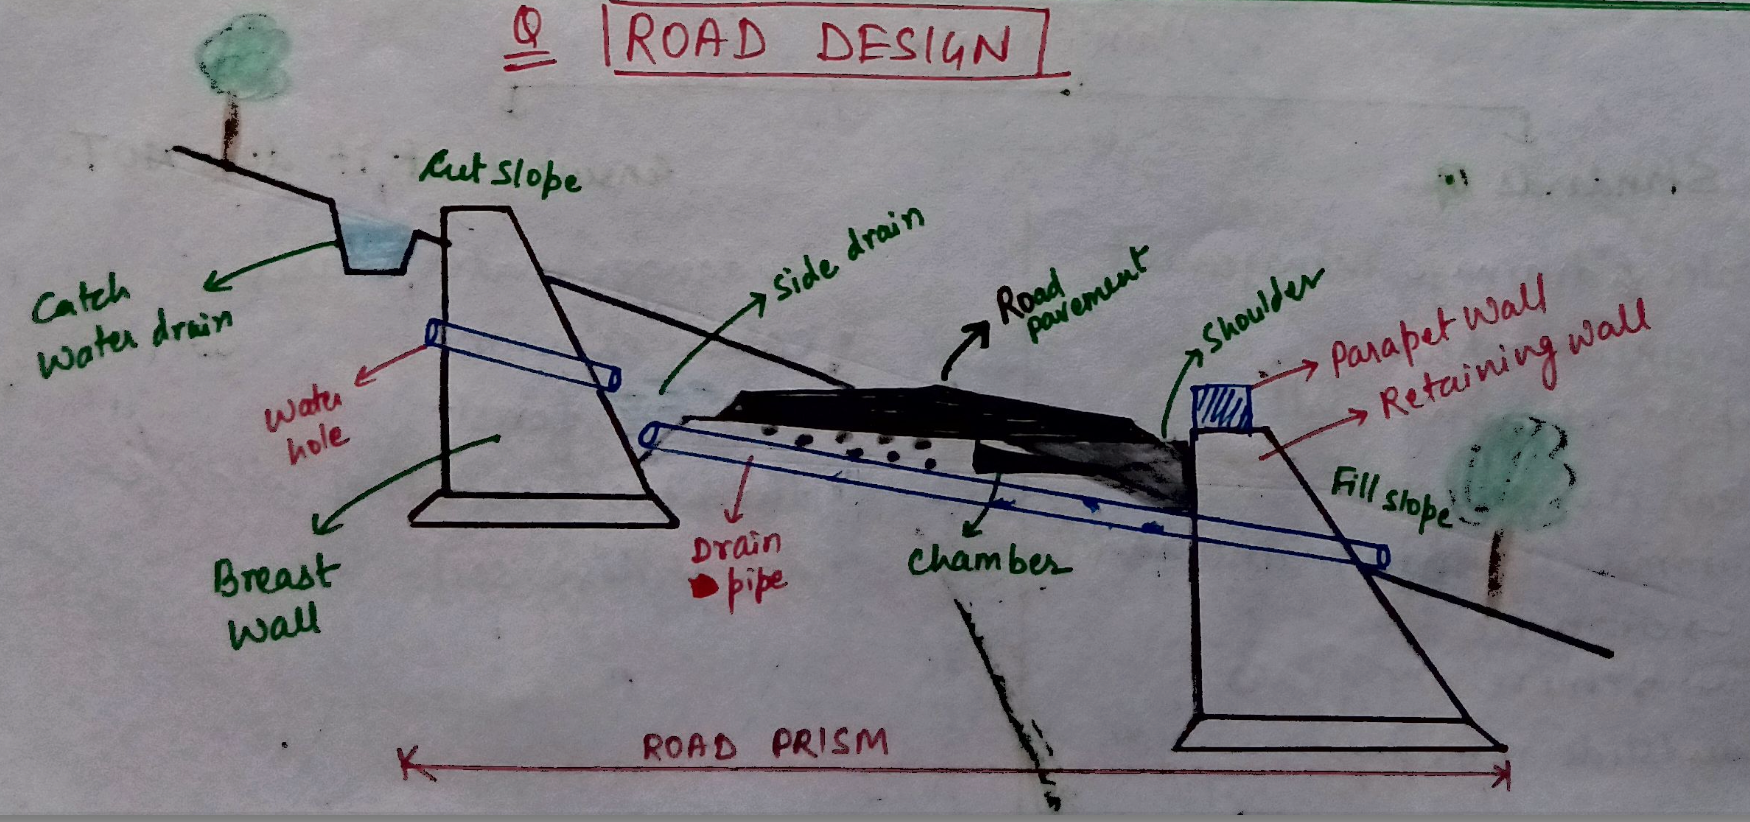 Q ROAD DESIGN
Cut slope
Side drain
Road
pavement
Shoulder
Parapet Wall
Retaining wall
Catch
Water drain
Water
hole
Fill slope
Breast
Wall
Drain
pipe
Chamber
ROAD PRISM